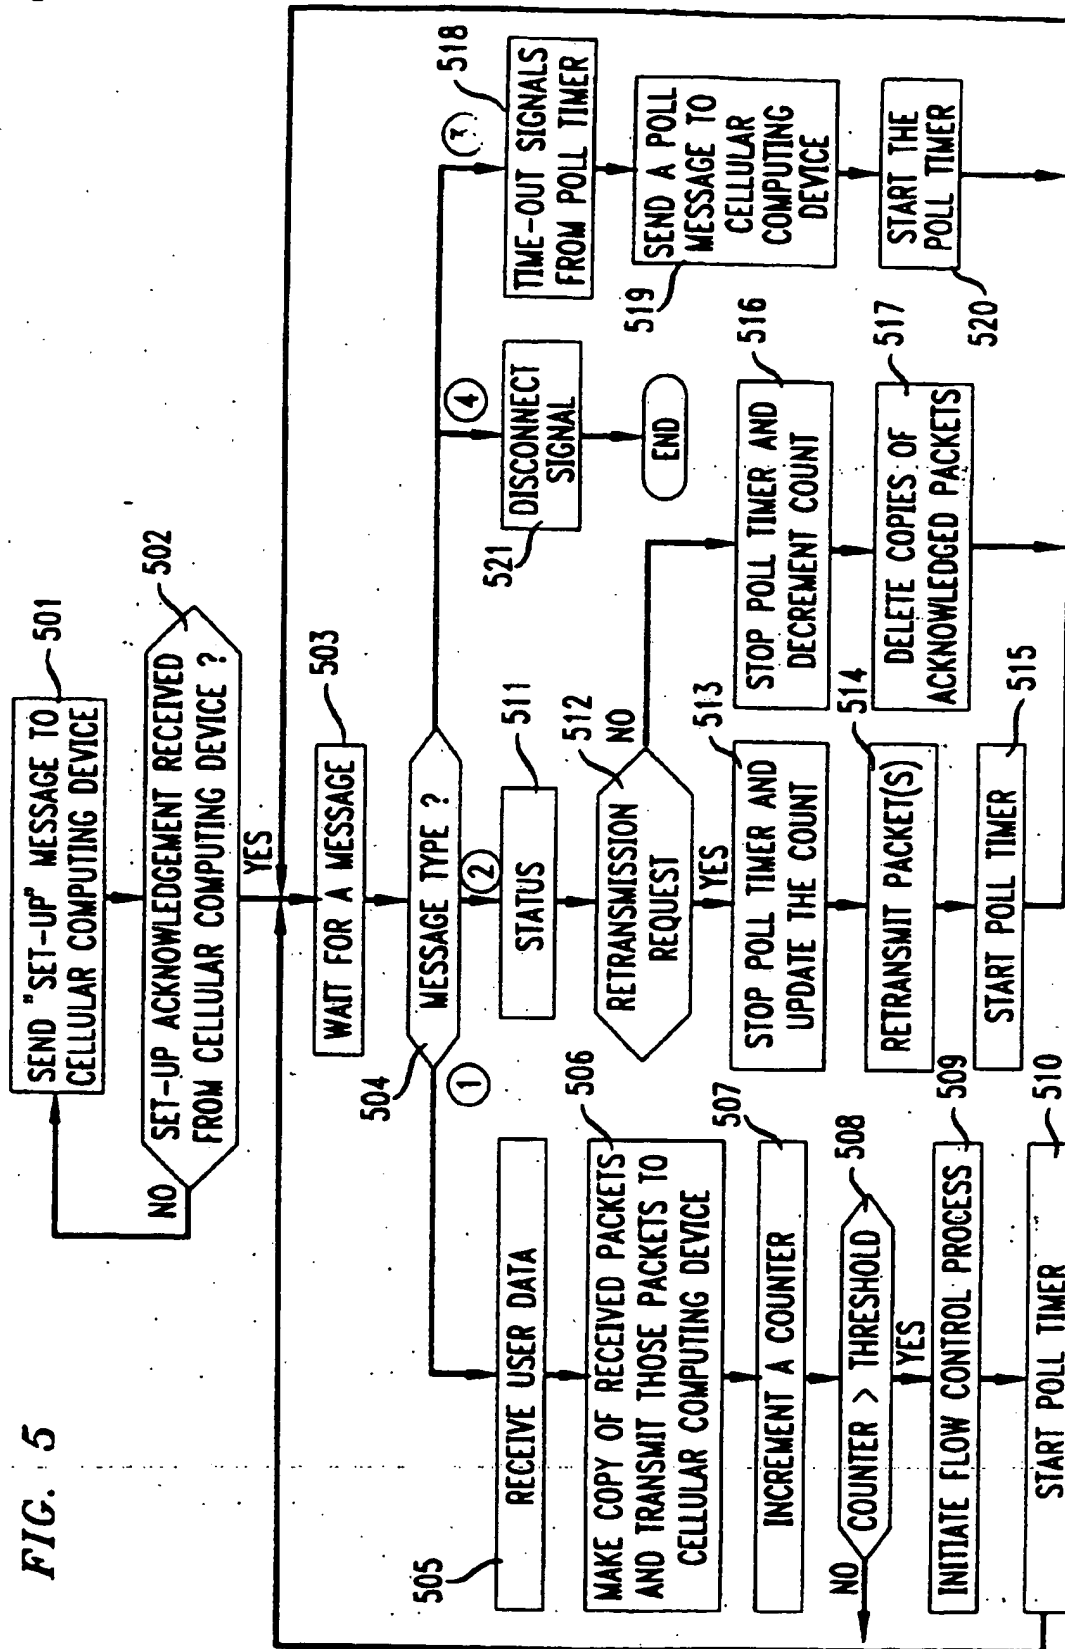 FIG. 5
SEND "SET-UP" MESSAGE TO
CELLULAR COMPUTING DEVICE
501
SET-UP ACKNOWLEDGEMENT RECEIVED
FROM CELLULAR COMPUTING DEVICE ?
502
NO
YES
WAIT FOR A MESSAGE
503
MESSAGE TYPE ?
504
1
2
4
3
505
RECEIVE USER DATA
MAKE COPY OF RECEIVED PACKETS
AND TRANSMIT THOSE PACKETS TO
CELLULAR COMPUTING DEVICE
506
INCREMENT A COUNTER
507
COUNTER > THRESHOLD
508
NO
YES
INITIATE FLOW CONTROL PROCESS
509
START POLL TIMER
510
STATUS
511
RETRANSMISSION
REQUEST
512
NO
YES
STOP POLL TIMER AND
UPDATE THE COUNT
513
RETRANSMIT PACKET(S)
514
START POLL TIMER
515
STOP POLL TIMER AND
DECREMENT COUNT
516
DELETE COPIES OF
ACKNOWLEDGED PACKETS
517
DISCONNECT
SIGNAL
521
END
TIME-OUT SIGNALS
FROM POLL TIMER
518
SEND A POLL
MESSAGE TO
CELLULAR
COMPUTING
DEVICE
519
START THE
POLL TIMER
520